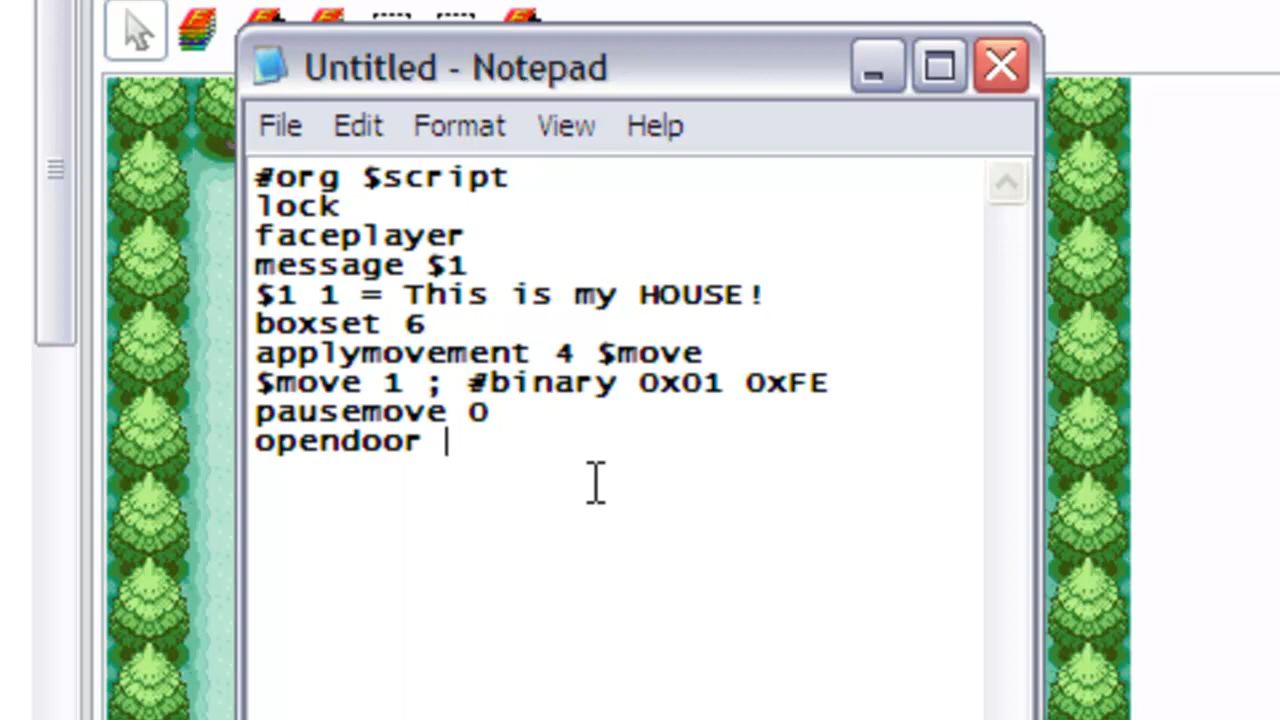 Untitled - Notepad
File Edit Format View Help
#org $script
lock
faceplayer
message $1
$1 1 = This is my HOUSE!
boxset 6
applymovement 4 $move
$move 1 ; #binary 0x01 0xFE
pausemove 0
opendoor